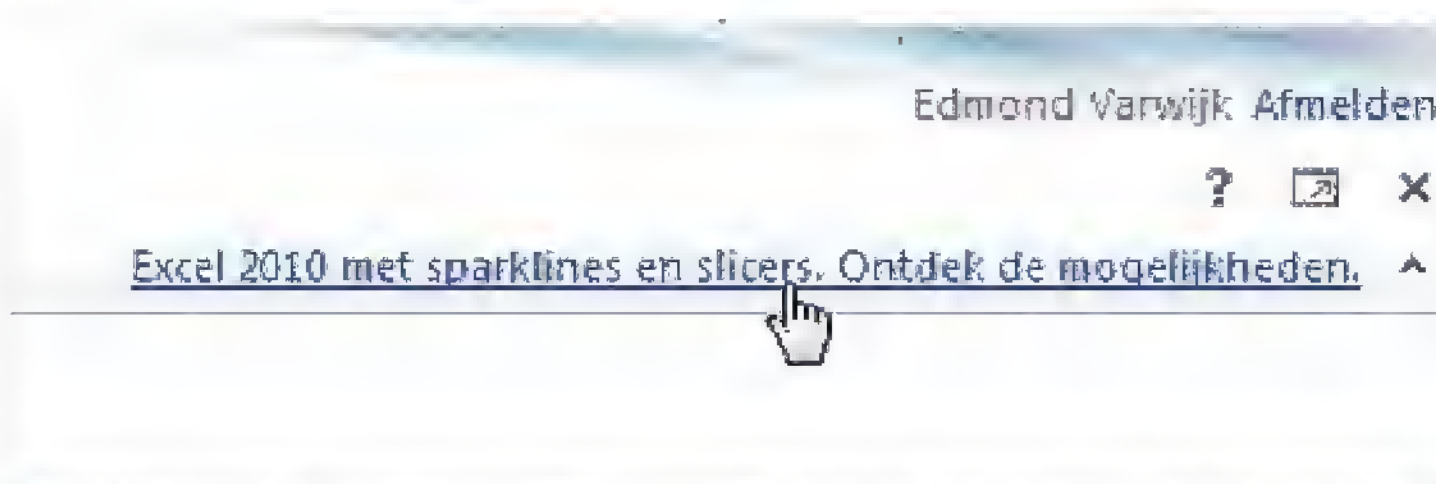 Edmond Varwijk Afmelden
?
Excel 2010 met sparklines en slicers. Ontdek de mogelijkheden.